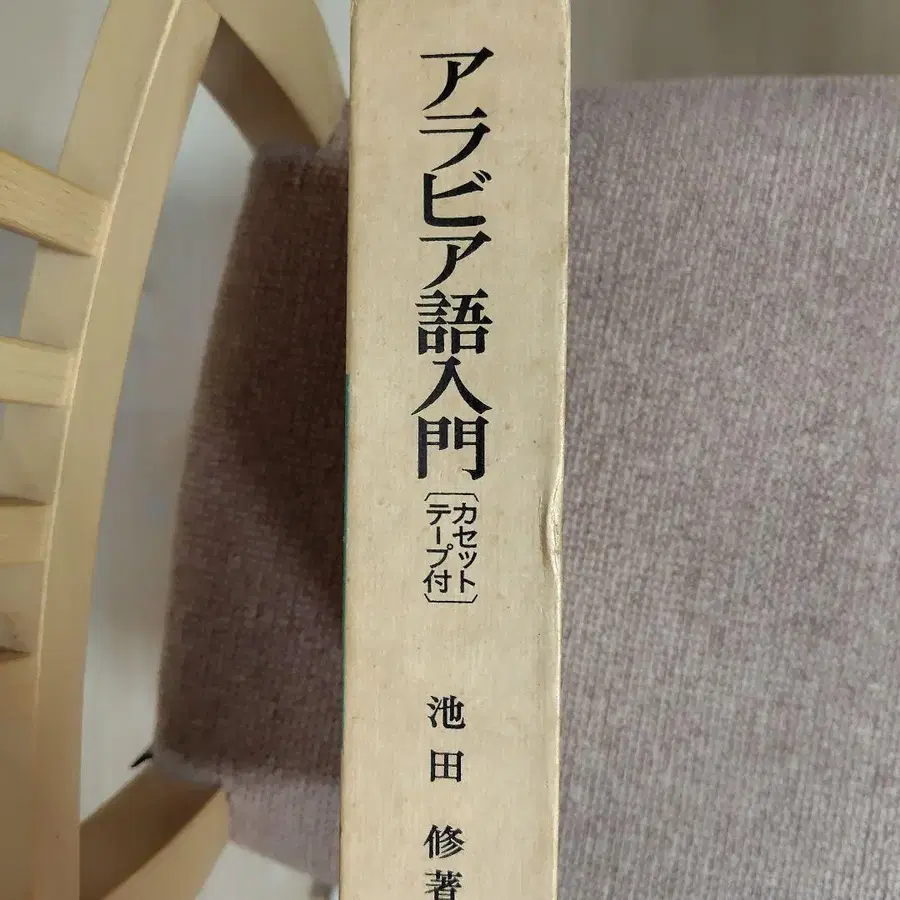 アラビア語入門
〔カセット
テープ付〕
池田 修著